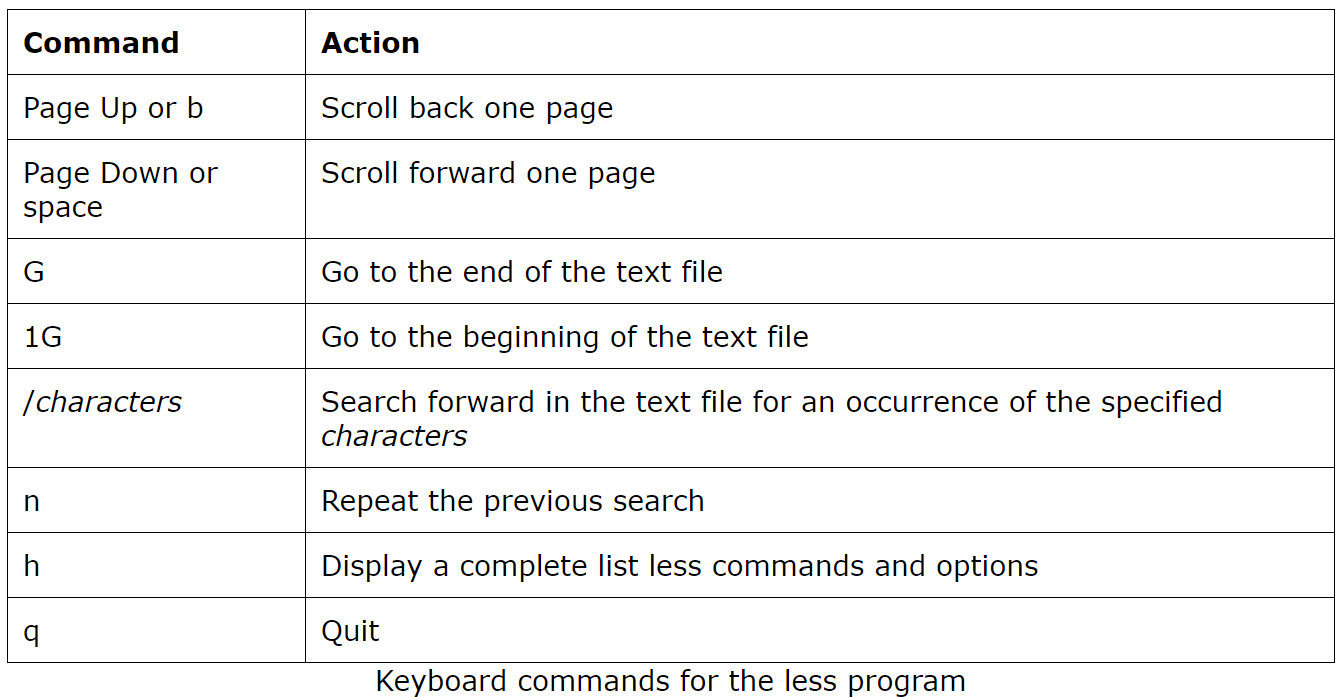 Command Action
Page Up or b Scroll back one page
Page Down or Scroll forward one page
space
G Go to the end of the text file
1G Go to the beginning of the text file
/characters Search forward in the text file for an occurrence of the specified
characters
n Repeat the previous search
h Display a complete list less commands and options
q Quit
Keyboard commands for the less program